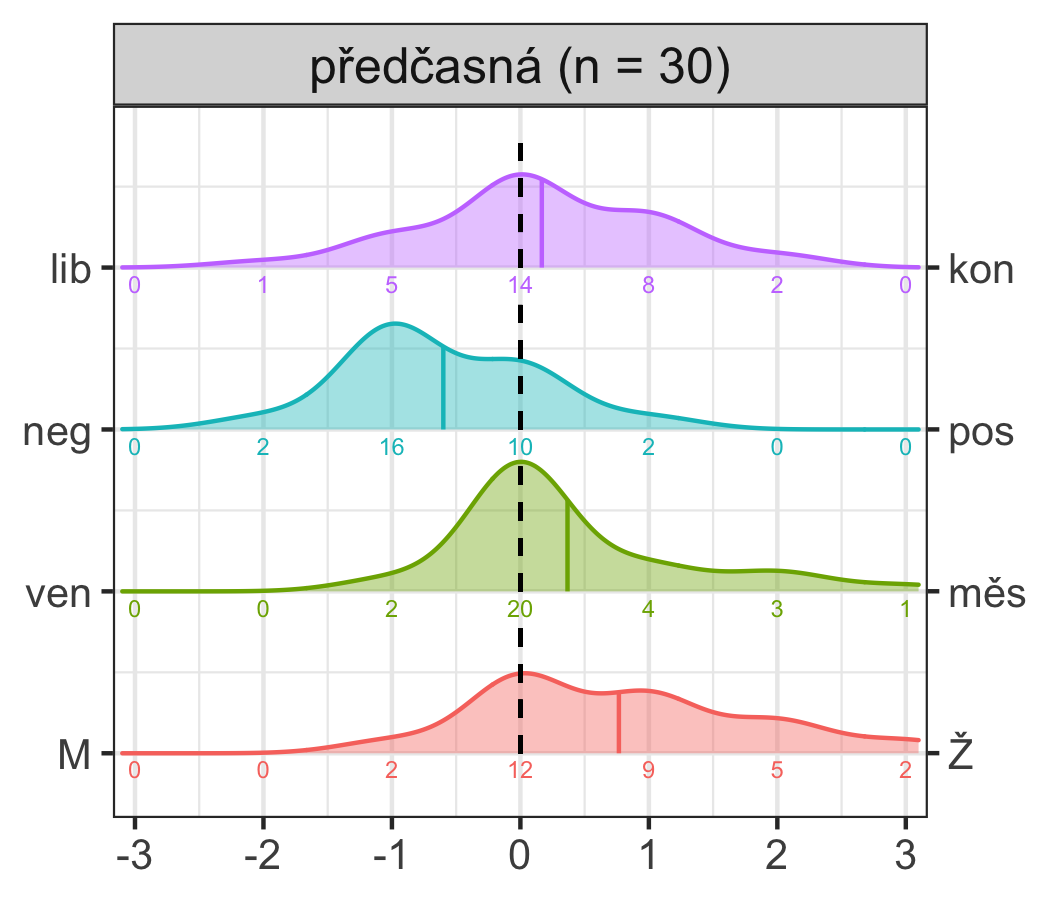 předčasná (n = 30)
lib kon
0 1 5 14 8 2 0
neg pos
0 2 16 10 2 0 0
ven měs
0 0 2 20 4 3 1
M Ž
0 0 2 12 9 5 2
-3 -2 -1 0 1 2 3